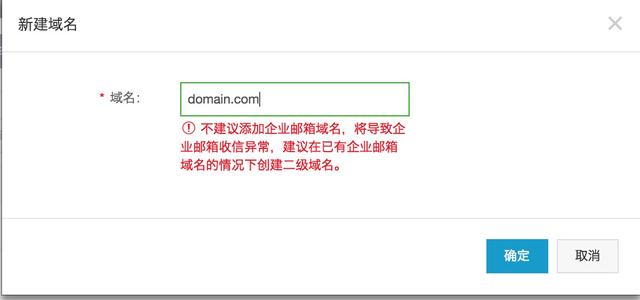 新建域名
* 域名：
domain.com
不建议添加企业邮箱域名，将导致企
业邮箱收信异常，建议在已有企业邮箱
域名的情况下创建二级域名。
确定 取消